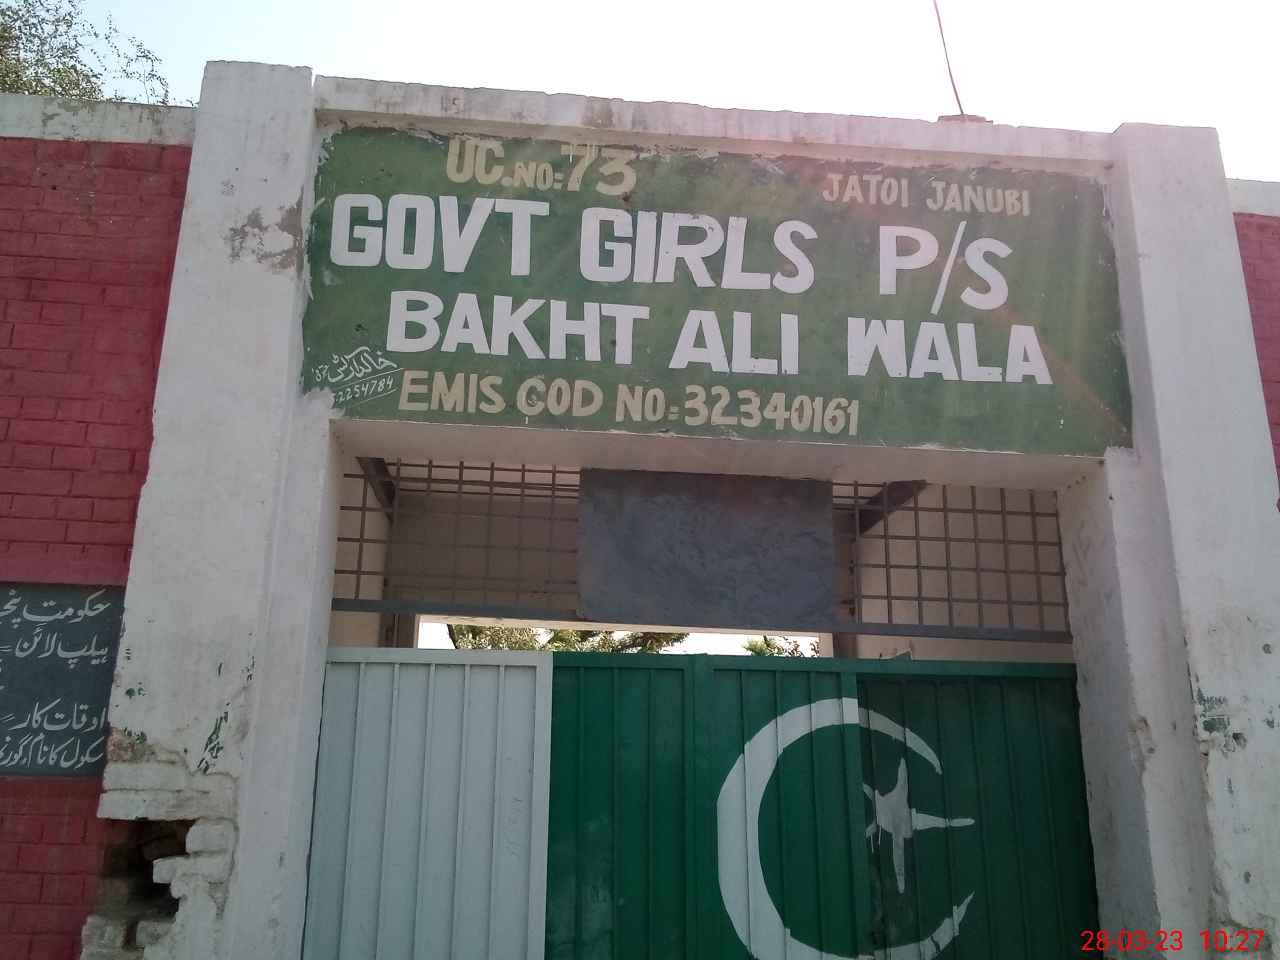 UC.NO=73 JATOI JANUBI
GOVT GIRLS P/S
BAKHT ALI WALA
EMIS COD NO=32340161
2254784
حکومت
ہیلپ لائن
اوقات کار
سکول کا نام
28-03-23 10:27